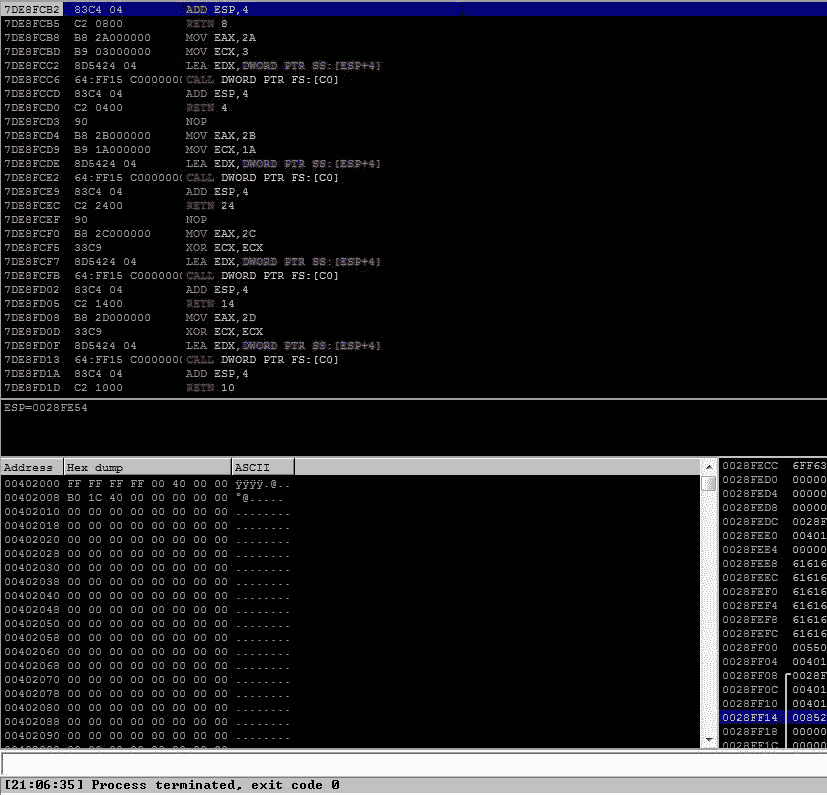 7DE8FCB2 83C4 04 ADD ESP,4
7DE8FCB5 C2 0800 RETN 8
7DE8FCB8 B8 2A000000 MOV EAX,2A
7DE8FCBD B9 03000000 MOV ECX,3
7DE8FCC2 8D5424 04 LEA EDX,DWORD PTR SS:[ESP+4]
7DE8FCC6 64:FF15 C0000000 CALL DWORD PTR FS:[C0]
7DE8FCCD 83C4 04 ADD ESP,4
7DE8FCD0 C2 0400 RETN 4
7DE8FCD3 90 NOP
7DE8FCD4 B8 2B000000 MOV EAX,2B
7DE8FCD9 B9 1A000000 MOV ECX,1A
7DE8FCDE 8D5424 04 LEA EDX,DWORD PTR SS:[ESP+4]
7DE8FCE2 64:FF15 C0000000 CALL DWORD PTR FS:[C0]
7DE8FCE9 83C4 04 ADD ESP,4
7DE8FCEC C2 2400 RETN 24
7DE8FCEF 90 NOP
7DE8FCF0 B8 2C000000 MOV EAX,2C
7DE8FCF5 33C9 XOR ECX,ECX
7DE8FCF7 8D5424 04 LEA EDX,DWORD PTR SS:[ESP+4]
7DE8FCFB 64:FF15 C0000000 CALL DWORD PTR FS:[C0]
7DE8FD02 83C4 04 ADD ESP,4
7DE8FD05 C2 1400 RETN 14
7DE8FD08 B8 2D000000 MOV EAX,2D
7DE8FD0D 33C9 XOR ECX,ECX
7DE8FD0F 8D5424 04 LEA EDX,DWORD PTR SS:[ESP+4]
7DE8FD13 64:FF15 C0000000 CALL DWORD PTR FS:[C0]
7DE8FD1A 83C4 04 ADD ESP,4
7DE8FD1D C2 1000 RETN 10
ESP=0028FE54
Address Hex dump ASCII
00402000 FF FF FF FF 00 40 00 00 ÿÿÿÿ.@..
00402008 B0 1C 40 00 00 00 00 00 °@.....
00402010 00 00 00 00 00 00 00 00 ........
00402018 00 00 00 00 00 00 00 00 ........
00402020 00 00 00 00 00 00 00 00 ........
00402028 00 00 00 00 00 00 00 00 ........
00402030 00 00 00 00 00 00 00 00 ........
00402038 00 00 00 00 00 00 00 00 ........
00402040 00 00 00 00 00 00 00 00 ........
00402048 00 00 00 00 00 00 00 00 ........
00402050 00 00 00 00 00 00 00 00 ........
00402058 00 00 00 00 00 00 00 00 ........
00402060 00 00 00 00 00 00 00 00 ........
00402068 00 00 00 00 00 00 00 00 ........
00402070 00 00 00 00 00 00 00 00 ........
00402078 00 00 00 00 00 00 00 00 ........
00402080 00 00 00 00 00 00 00 00 ........
00402088 00 00 00 00 00 00 00 00 ........
00402090 00 00 00 00 00 00 00 00 ........
0028FECC 6FF63
0028FED0 00000
0028FED4 00000
0028FED8 00000
0028FEDC 0028F
0028FEE0 00401
0028FEE4 00000
0028FEE8 61616
0028FEEC 61616
0028FEF0 61616
0028FEF4 61616
0028FEF8 61616
0028FEFC 61616
0028FF00 00550
0028FF04 00401
0028FF08 0028F
0028FF0C 00401
0028FF10 00401
0028FF14 00852
0028FF18 00000
0028FF1C 00000
[21:06:35] Process terminated, exit code 0